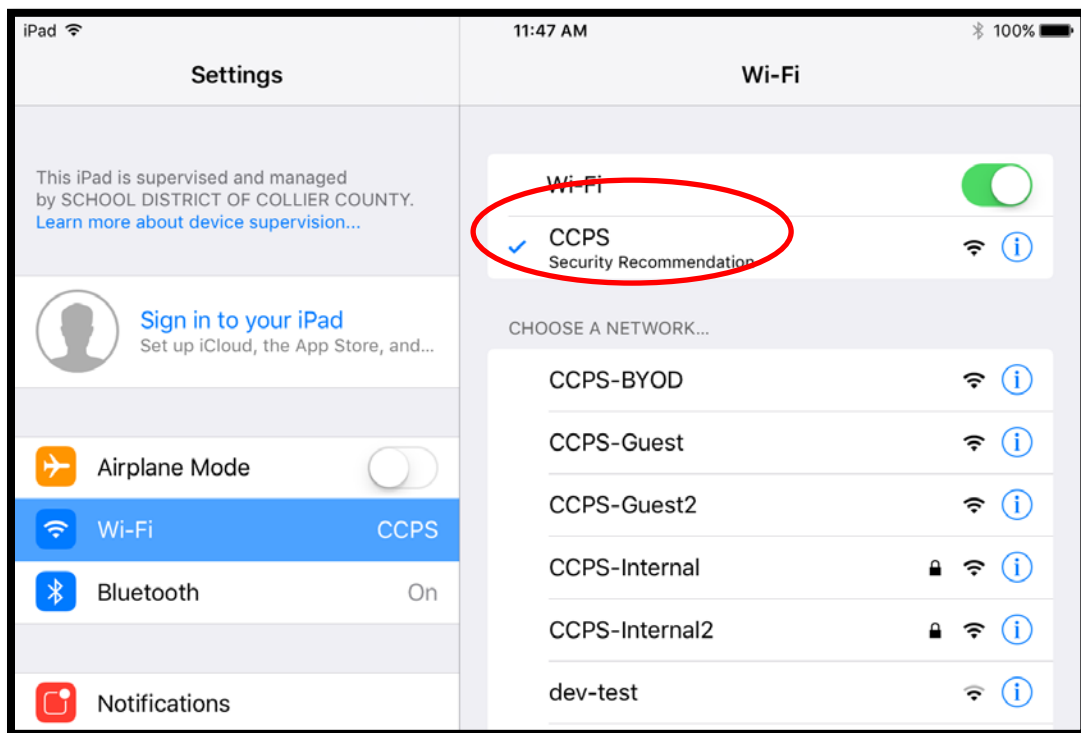 iPad
11:47 AM
100%
Settings
Wi-Fi
This iPad is supervised and managed
by SCHOOL DISTRICT OF COLLIER COUNTY.
Learn more about device supervision...
Sign in to your iPad
Set up iCloud, the App Store, and...
Airplane Mode
Wi-Fi CCPS
Bluetooth On
Notifications
Wi-Fi
CCPS
Security Recommendation
CHOOSE A NETWORK...
CCPS-BYOD
CCPS-Guest
CCPS-Guest2
CCPS-Internal
CCPS-Internal2
dev-test